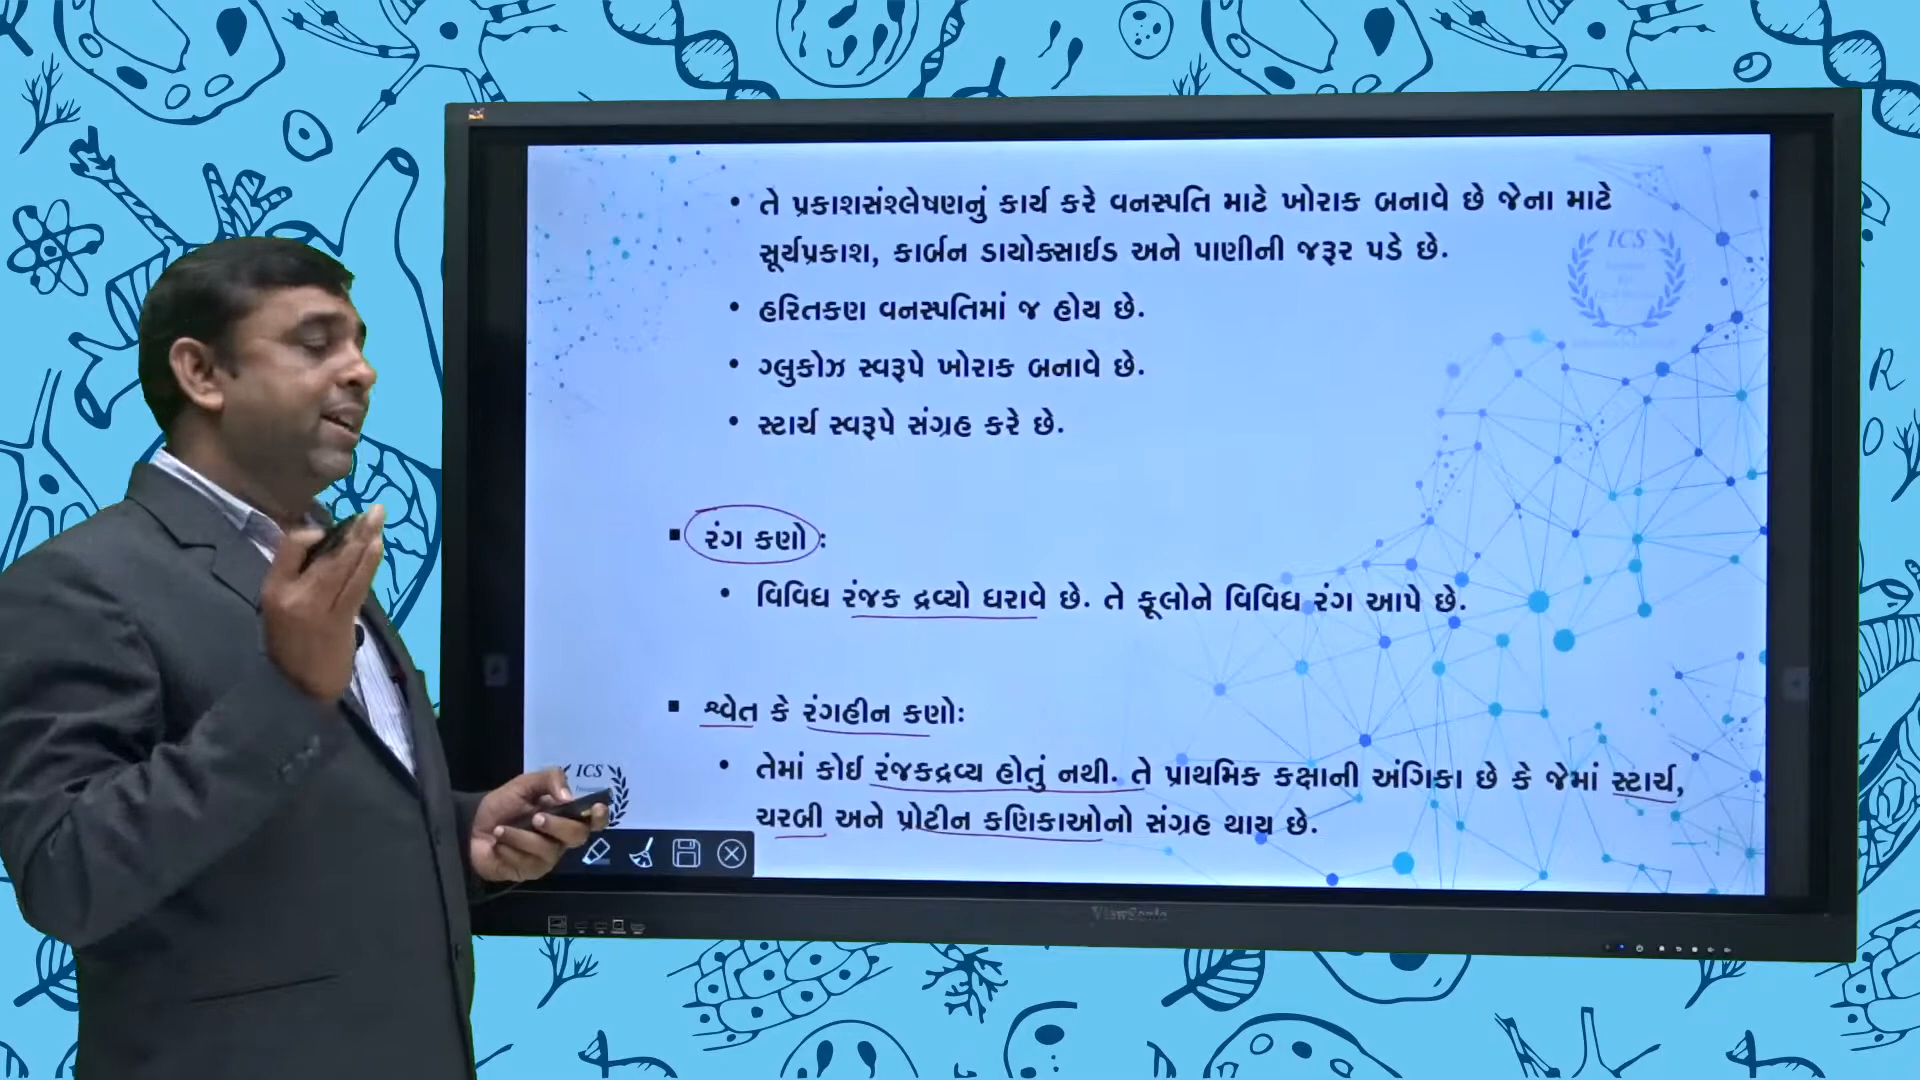 • તે પ્રકાશસંશ્લેષણનું કાર્ય કરે વનસ્પતિ માટે ખોરાક બનાવે છે જેના માટે
સૂર્યપ્રકાશ, કાર્બન ડાયોક્સાઈડ અને પાણીની જરૂર પડે છે.
ICS
• હરિતકણ વનસ્પતિમાં જ હોય છે.
• ગ્લુકોઝ સ્વરૂપે ખોરાક બનાવે છે.
• સ્ટાર્ચ સ્વરૂપે સંગ્રહ કરે છે.
▪ રંગ કણો:
• વિવિધ રંજક દ્રવ્યો ધરાવે છે. તે ફૂલોને વિવિધ રંગ આપે છે.
▪ શ્વેત કે રંગહીન કણોઃ
• તેમાં કોઈ રંજકદ્રવ્ય હોતું નથી. તે પ્રાથમિક કક્ષાની અંગિકા છે કે જેમાં સ્ટાર્ચ,
ચરબી અને પ્રોટીન કણિકાઓનો સંગ્રહ થાય છે.
ICS
ViewSonic